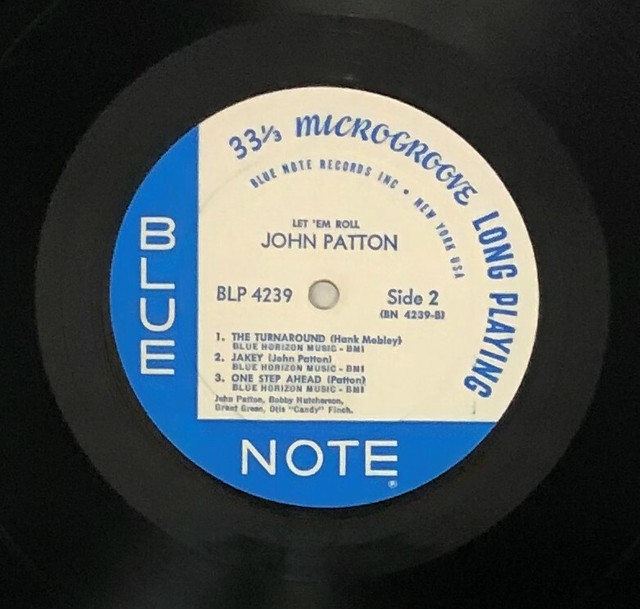 33⅓ MICROGROOVE LONG PLAYING
BLUE NOTE RECORDS INC • NEW YORK USA
LET 'EM ROLL
JOHN PATTON
BLP 4239
Side 2
(BN 4239-B)
1. THE TURNAROUND (Hank Mobley)
BLUE HORIZON MUSIC - BMI
2. JAKEY (John Patton)
BLUE HORIZON MUSIC - BMI
3. ONE STEP AHEAD (Patton)
BLUE HORIZON MUSIC - BMI
John Patton, Bobby Hutcherson,
Grant Green, Otis "Candy" Finch.
BLUE
NOTE
®